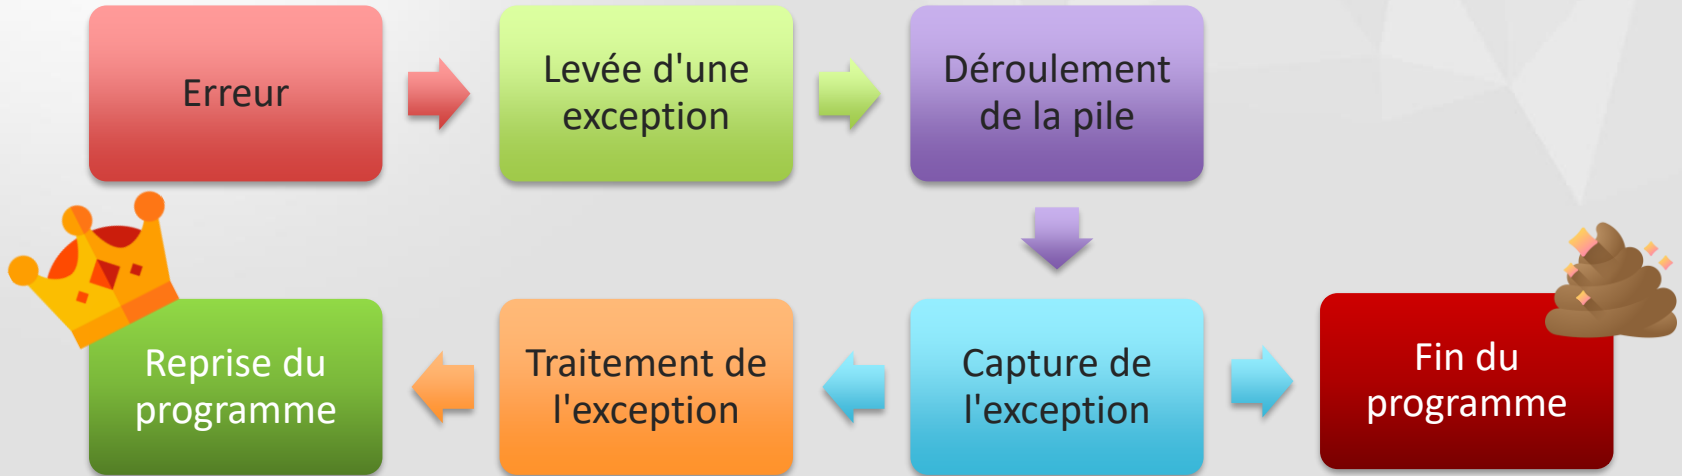 Erreur
Levée d'une
exception
Déroulement
de la pile
Reprise du
programme
Traitement de
l'exception
Capture de
l'exception
Fin du
programme